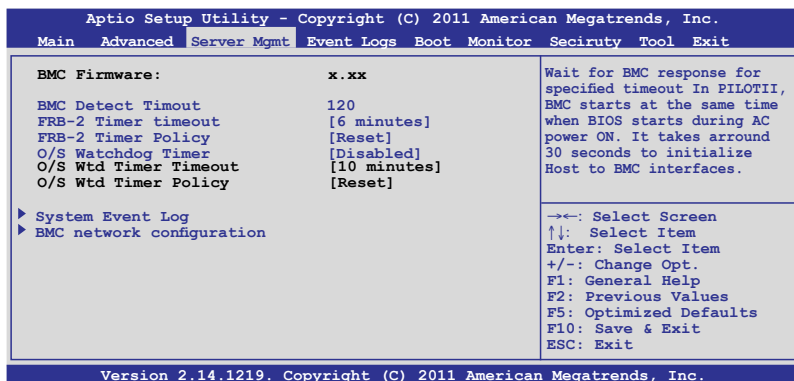 Aptio Setup Utility - Copyright (C) 2011 American Megatrends, Inc.
Main Advanced Server Mgmt Event Logs Boot Monitor Seciruty Tool Exit
BMC Firmware: x.xx
BMC Detect Timout 120
FRB-2 Timer timeout [6 minutes]
FRB-2 Timer Policy [Reset]
O/S Watchdog Timer [Disabled]
O/S Wtd Timer Timeout [10 minutes]
O/S Wtd Timer Policy [Reset]
System Event Log
BMC network configuration
Wait for BMC response for
specified timeout In PILOTII,
BMC starts at the same time
when BIOS starts during AC
power ON. It takes arround
30 seconds to initialize
Host to BMC interfaces.
→←: Select Screen
↑↓: Select Item
Enter: Select Item
+/-: Change Opt.
F1: General Help
F2: Previous Values
F5: Optimized Defaults
F10: Save & Exit
ESC: Exit
Version 2.14.1219. Copyright (C) 2011 American Megatrends, Inc.